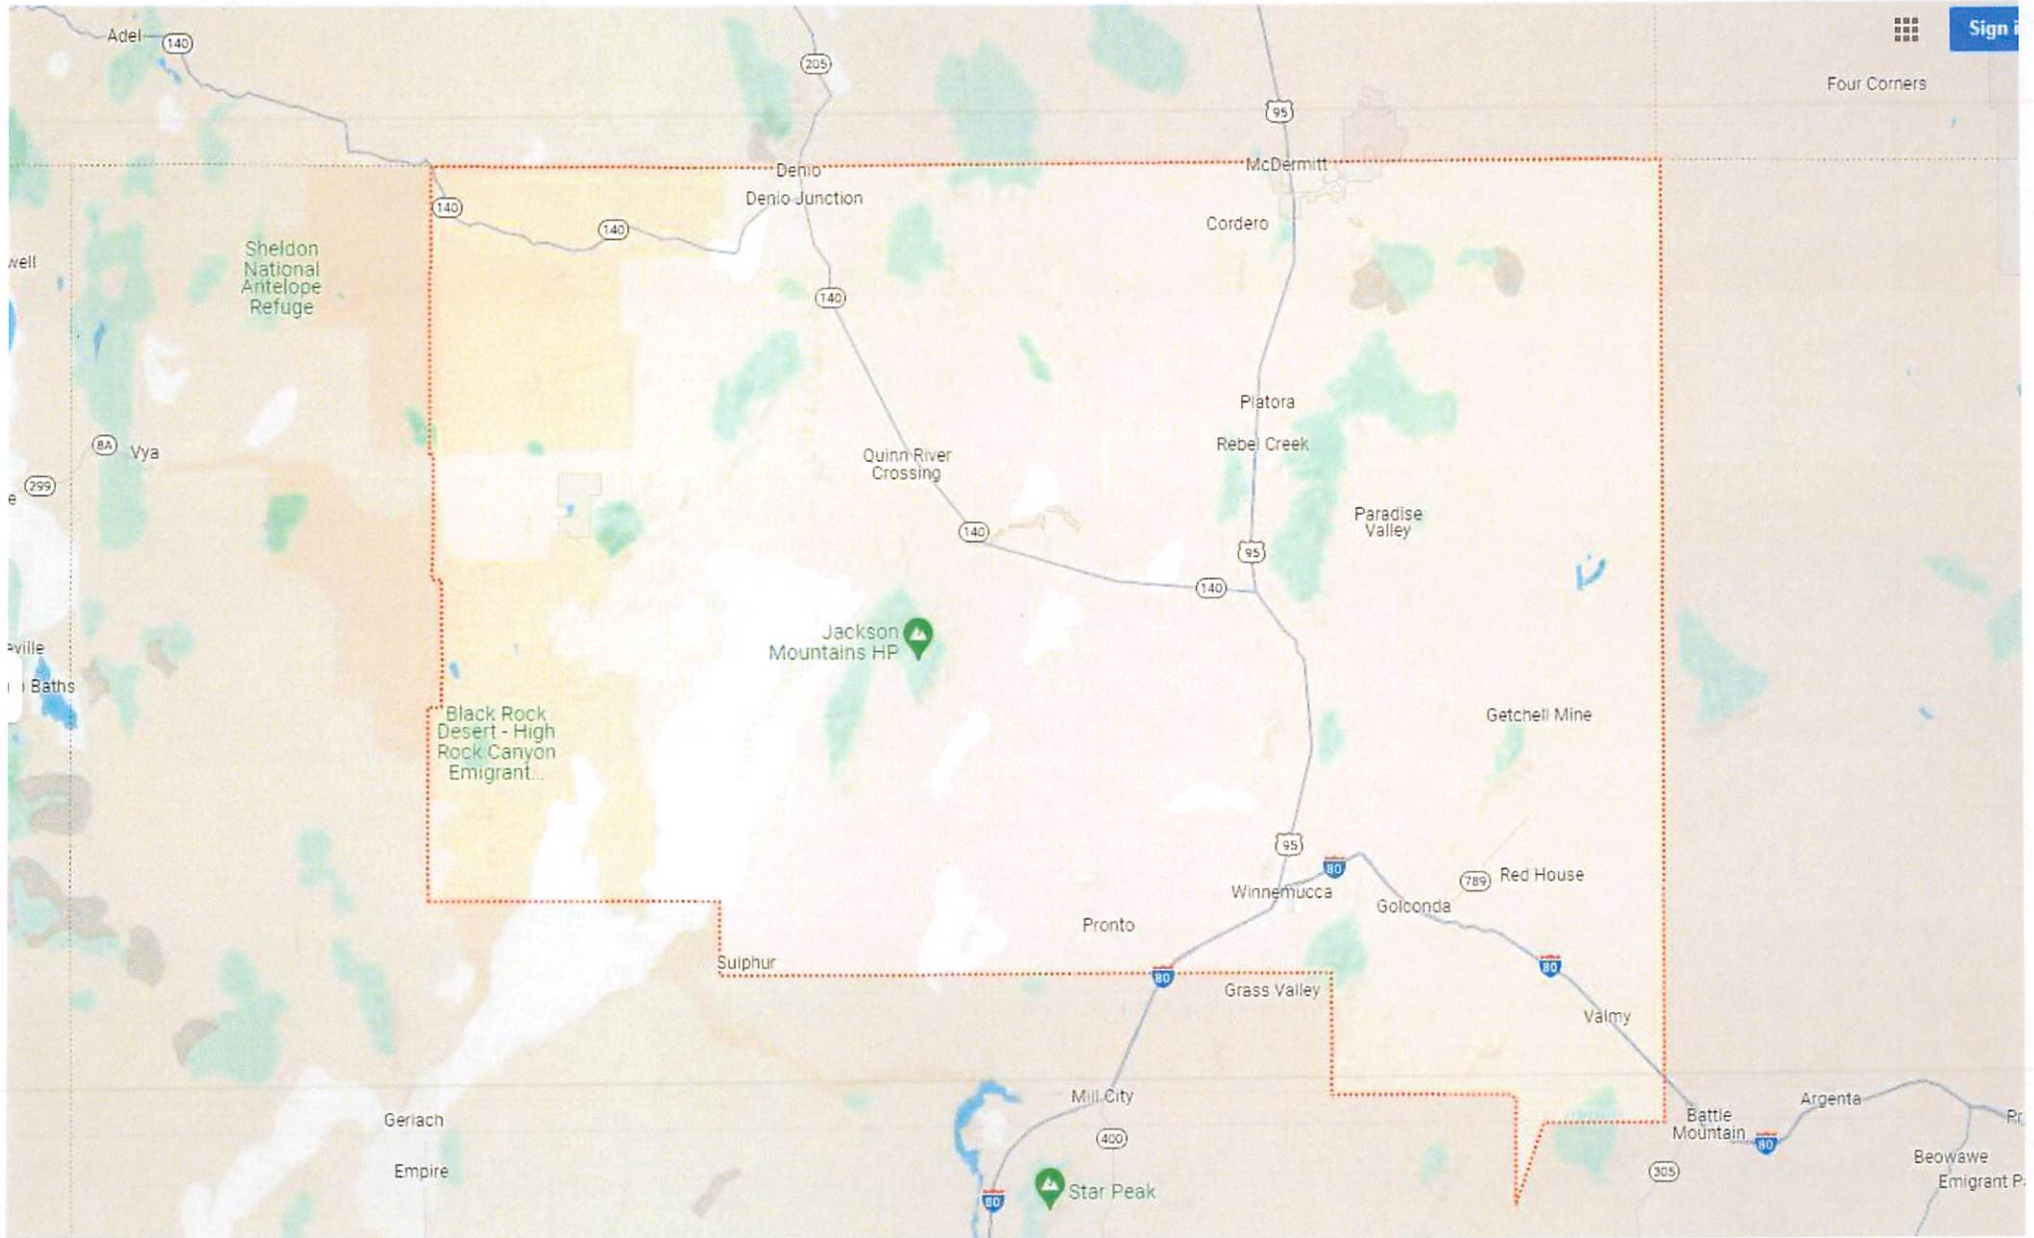 Adel
140
205
95
Sign i
Four Corners
Denio
McDermitt
140
Denio Junction
140
Cordero
Sheldon
National
Antelope
Refuge
well
140
Platora
8A
Vya
Rebel Creek
Quinn River
Crossing
299
e
Paradise
Valley
140
95
140
Jackson
Mountains HP
eville
Baths
Black Rock
Desert - High
Rock Canyon
Emigrant...
Getchell Mine
95
80
Winnemucca
789
Red House
Golconda
Pronto
Sulphur
80
80
Grass Valley
Valmy
Mill City
Argenta
Gerlach
Battle
Mountain
80
400
Empire
305
Beowawe
Emigrant P
80
Star Peak